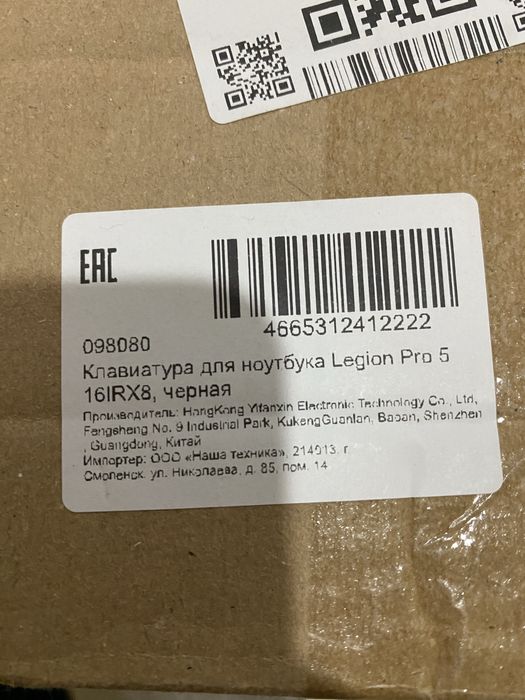 EAC
4665312412222
098080
Клавиатура для ноутбука Legion Pro 5
16IRX8, черная
Производитель: HongKong Yitanxin Electronic Technology Co., Ltd,
Fengsheng No. 9 Industrial Park, KukengGuanlan, Baoan, Shenzhen
, Guangdong, Китай
Импортер: ООО «Наша техника», 214013, г.
Смоленск, ул. Николаева, д. 85, пом. 14